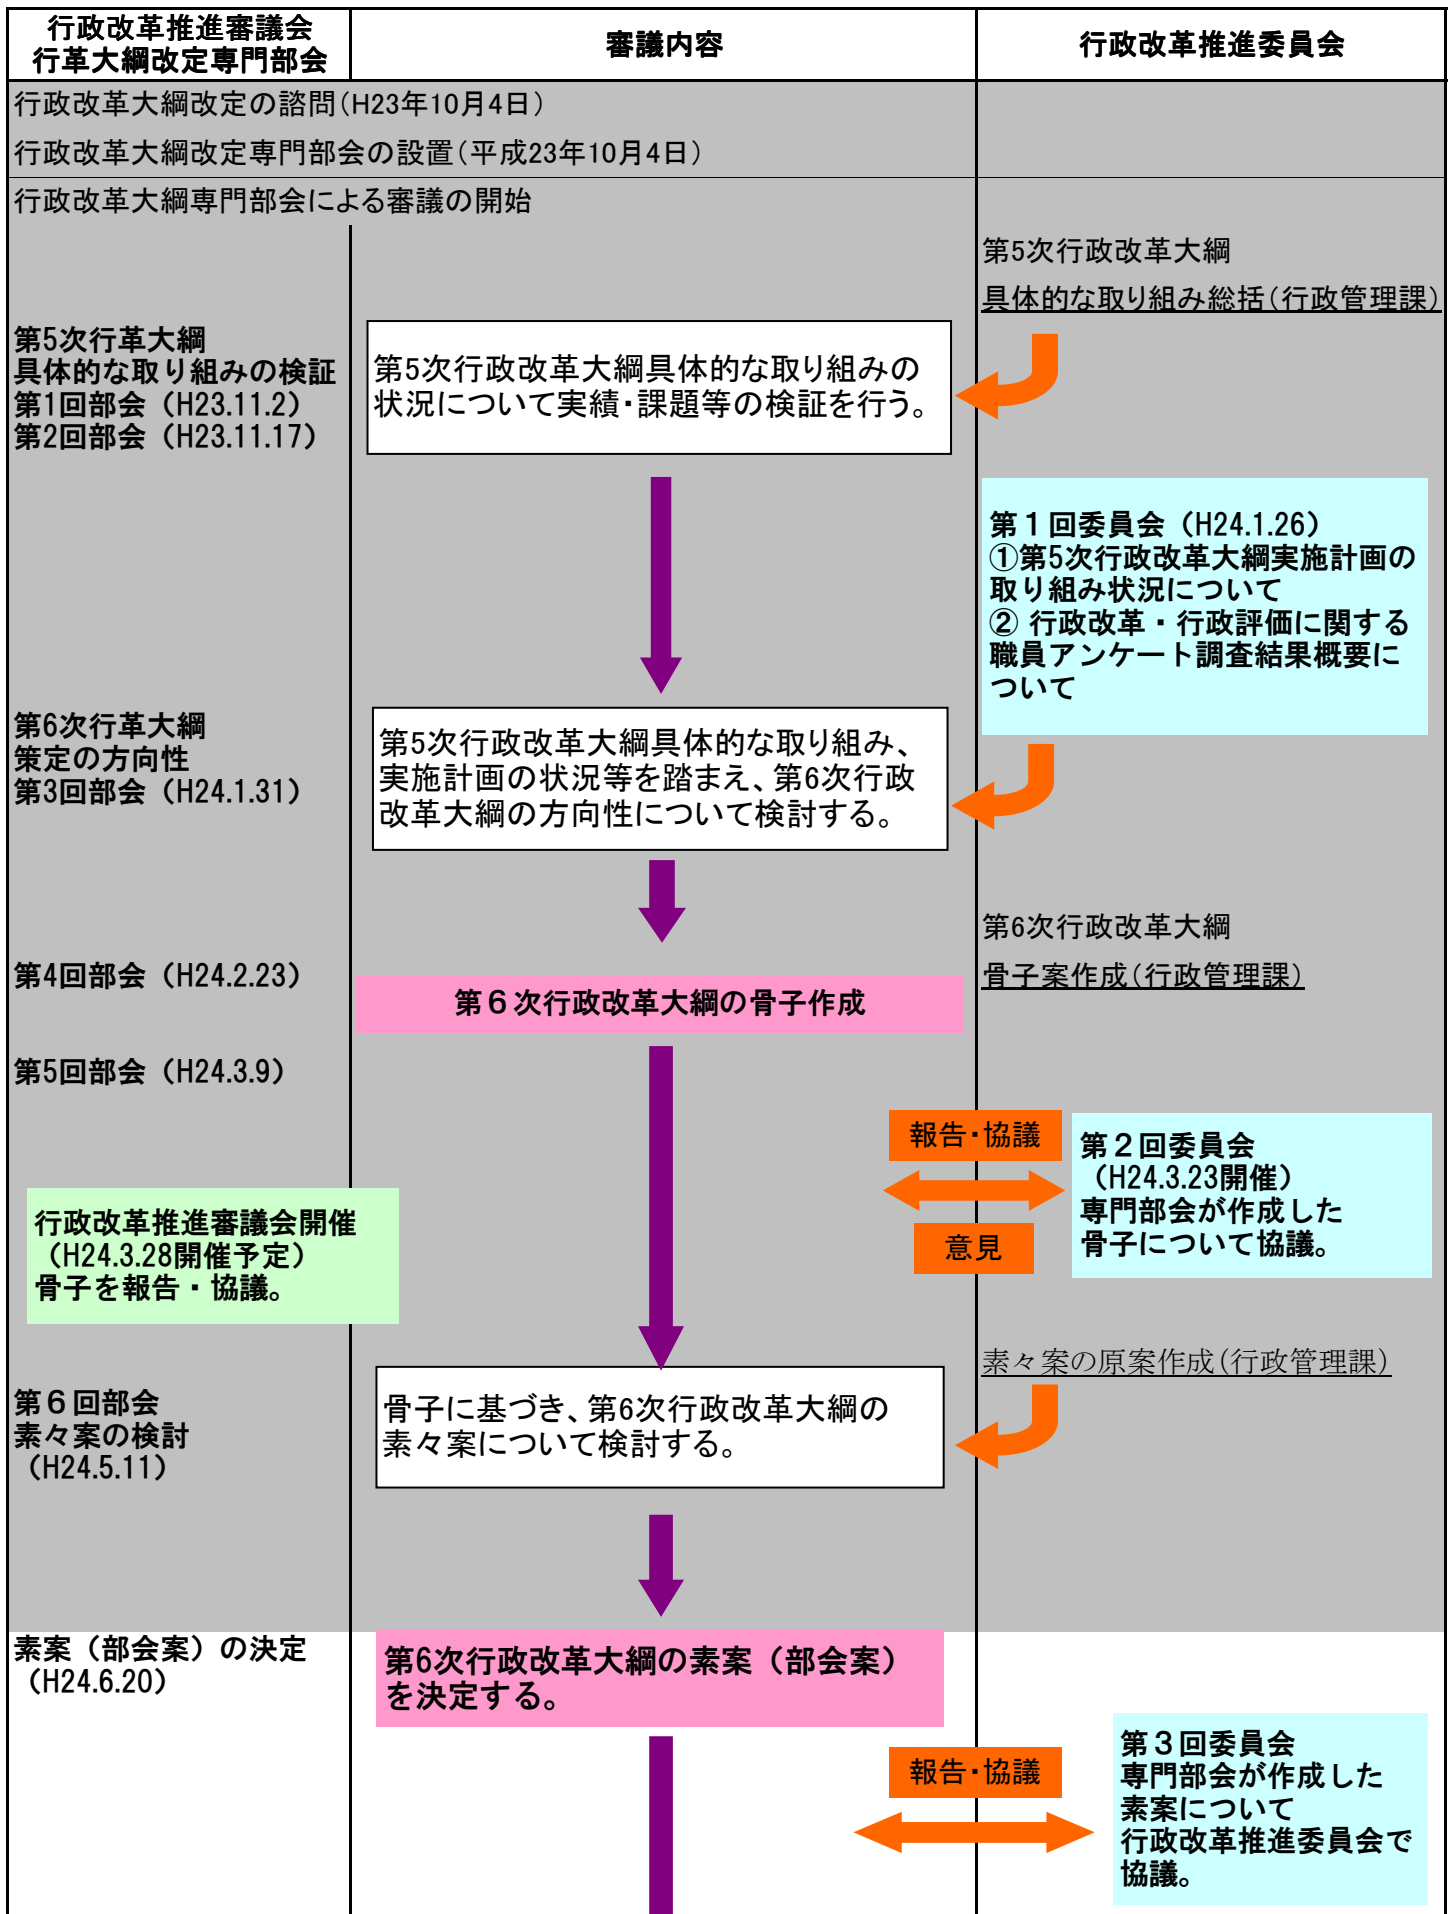 行政改革推進審議会
行革大綱改定専門部会
審議内容
行政改革推進委員会
行政改革大綱改定の諮問（H23年10月4日）
行政改革大綱改定専門部会の設置（平成23年10月4日）
行政改革大綱専門部会による審議の開始
第5次行政改革大綱
具体的な取り組み総括（行政管理課）
第5次行革大綱
具体的な取り組みの検証
第1回部会（H23.11.2）
第2回部会（H23.11.17）
第5次行政改革大綱具体的な取り組みの
状況について実績・課題等の検証を行う。
第１回委員会（H24.1.26）
①第5次行政改革大綱実施計画の
取り組み状況について
② 行政改革・行政評価に関する
職員アンケート調査結果概要に
ついて
第6次行革大綱
策定の方向性
第3回部会（H24.1.31）
第5次行政改革大綱具体的な取り組み、
実施計画の状況等を踏まえ、第6次行政
改革大綱の方向性について検討する。
第6次行政改革大綱
骨子案作成（行政管理課）
第4回部会（H24.2.23）
第６次行政改革大綱の骨子作成
第5回部会（H24.3.9）
報告・協議
意見
第２回委員会
（H24.3.23開催）
専門部会が作成した
骨子について協議。
行政改革推進審議会開催
（H24.3.28開催予定）
骨子を報告・協議。
素々案の原案作成（行政管理課）
第６回部会
素々案の検討
（H24.5.11）
骨子に基づき、第6次行政改革大綱の
素々案について検討する。
素案（部会案）の決定
（H24.6.20）
第6次行政改革大綱の素案（部会案）
を決定する。
報告・協議
第３回委員会
専門部会が作成した
素案について
行政改革推進委員会で
協議。